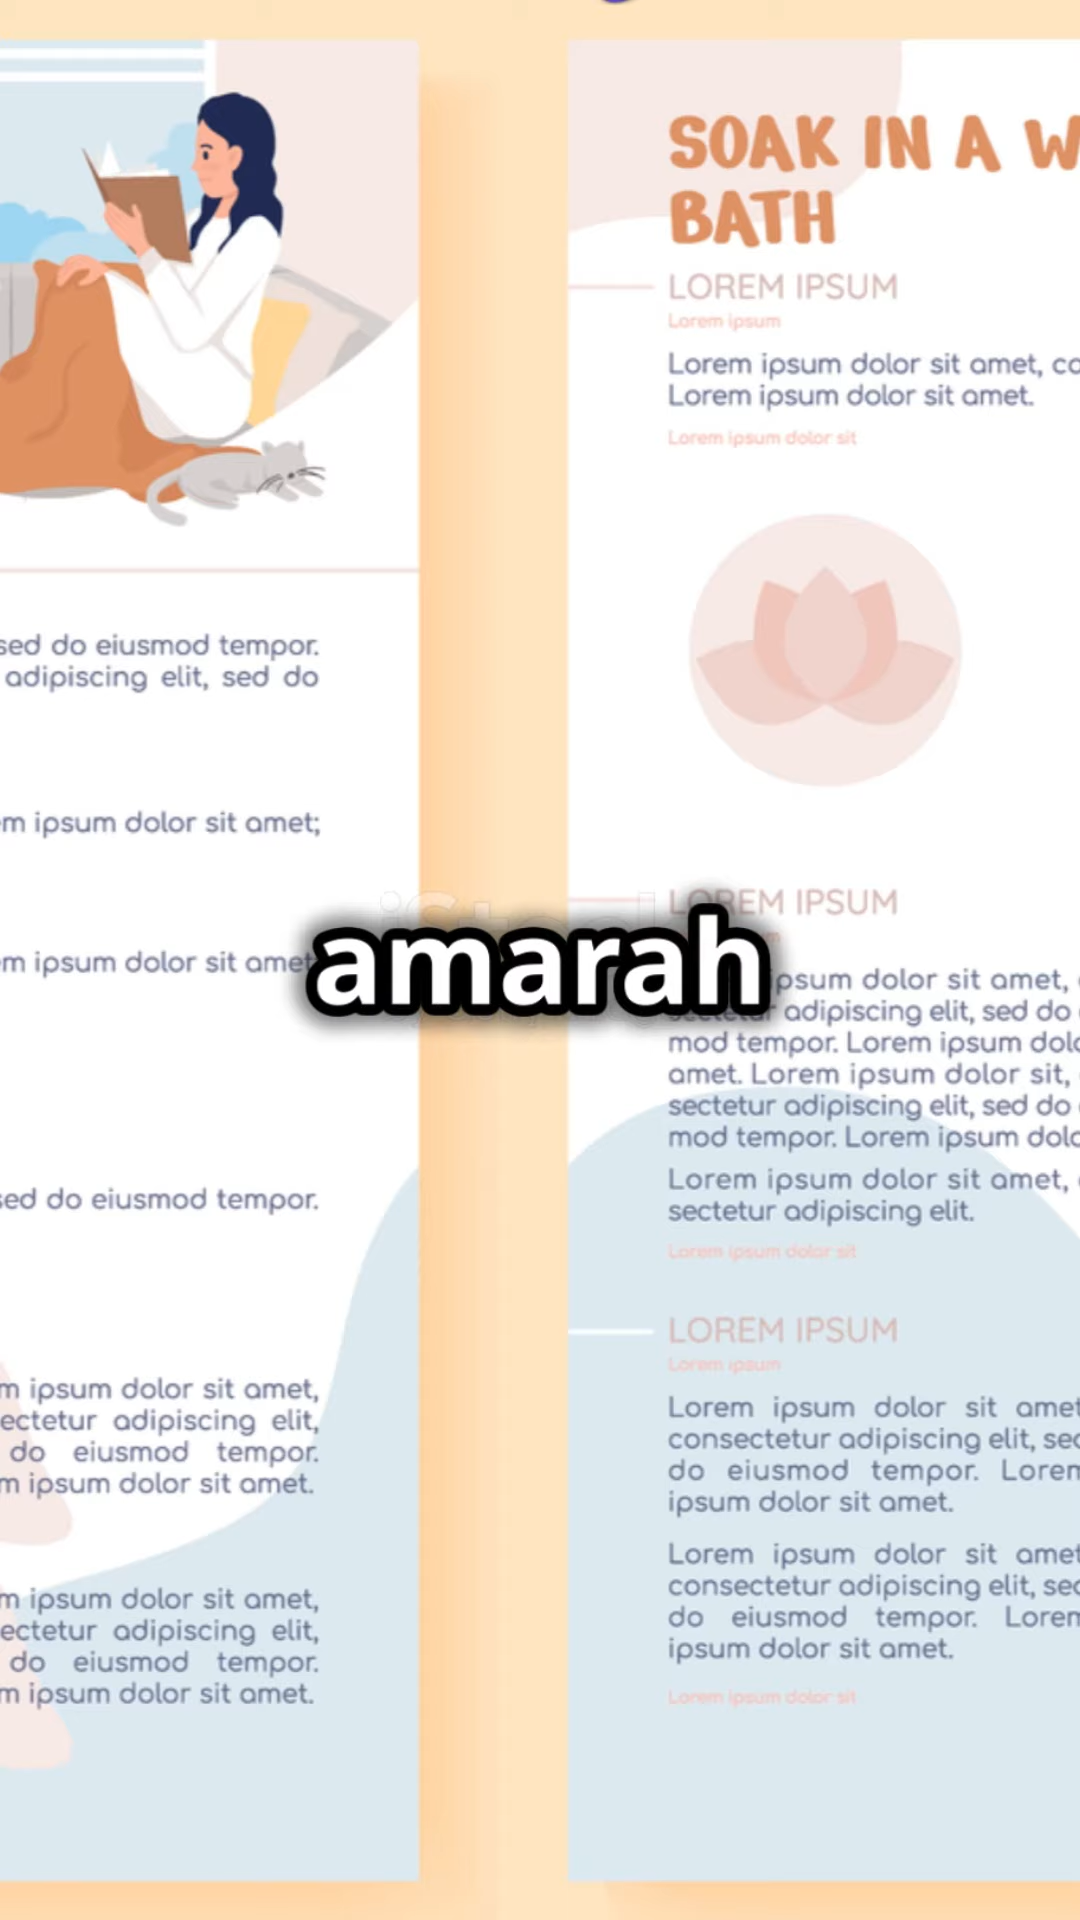 sed do eiusmod tempor.
adipiscing elit, sed do
m ipsum dolor sit amet;
m ipsum dolor sit amet
sed do eiusmod tempor.
m ipsum dolor sit amet,
ectetur adipiscing elit,
do eiusmod tempor.
m ipsum dolor sit amet.
m ipsum dolor sit amet,
ectetur adipiscing elit,
do eiusmod tempor.
m ipsum dolor sit amet.
SOAK IN A W
BATH
LOREM IPSUM
Lorem ipsum
Lorem ipsum dolor sit amet, co
Lorem ipsum dolor sit amet.
Lorem ipsum dolor sit
iStock
LOREM IPSUM
amarah
ipsum dolor sit amet,
adipiscing elit, sed do
mod tempor. Lorem ipsum dolo
amet. Lorem ipsum dolor sit,
sectetur adipiscing elit, sed do
mod tempor. Lorem ipsum dolo
Lorem ipsum dolor sit amet,
sectetur adipiscing elit.
Lorem ipsum dolor sit
LOREM IPSUM
Lorem ipsum
Lorem ipsum dolor sit amet
consectetur adipiscing elit, sed
do eiusmod tempor. Lorem
ipsum dolor sit amet.
Lorem ipsum dolor sit amet
consectetur adipiscing elit, sed
do eiusmod tempor. Lorem
ipsum dolor sit amet.
Lorem ipsum dolor sit